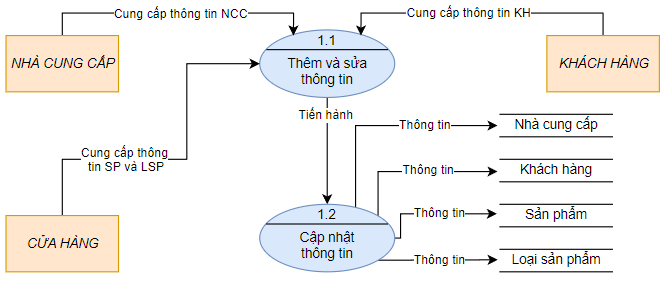 Cung cấp thông tin NCC
Cung cấp thông tin KH
1.1
Thêm và sửa
thông tin
NHÀ CUNG CẤP
KHÁCH HÀNG
Tiến hành
Thông tin
Nhà cung cấp
Cung cấp thông
tin SP và LSP
Thông tin
Khách hàng
1.2
Cập nhật
thông tin
Thông tin
Sản phẩm
CỬA HÀNG
Thông tin
Loại sản phẩm